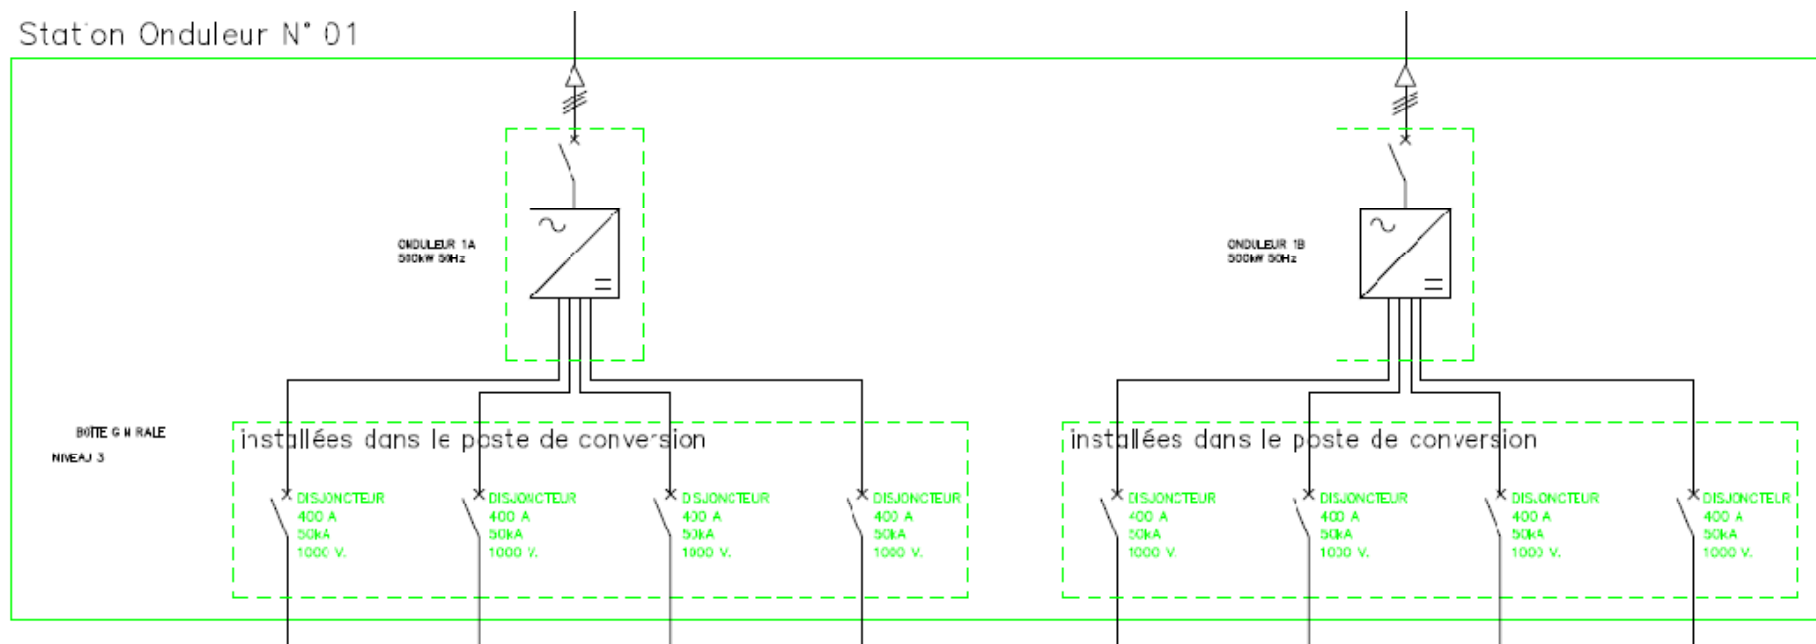 Station Onduleur N° 01
ONDULEUR 1A
500kW 50Hz
ONDULEUR 1B
500kW 50Hz
BOÎTE G N RALE
NIVEAU 3
installées dans le poste de conversion
installées dans le poste de conversion
DISJONCTEUR
400 A
50kA
1000 V.
DISJONCTEUR
400 A
50kA
1000 V.
DISJONCTEUR
400 A
50kA
1000 V.
DISJONCTEUR
400 A
50kA
1000 V.
DISJONCTEUR
400 A
50kA
1000 V.
DISJONCTEUR
400 A
50kA
1000 V.
DISJONCTEUR
400 A
50kA
1000 V.
DISJONCTEUR
400 A
50kA
1000 V.